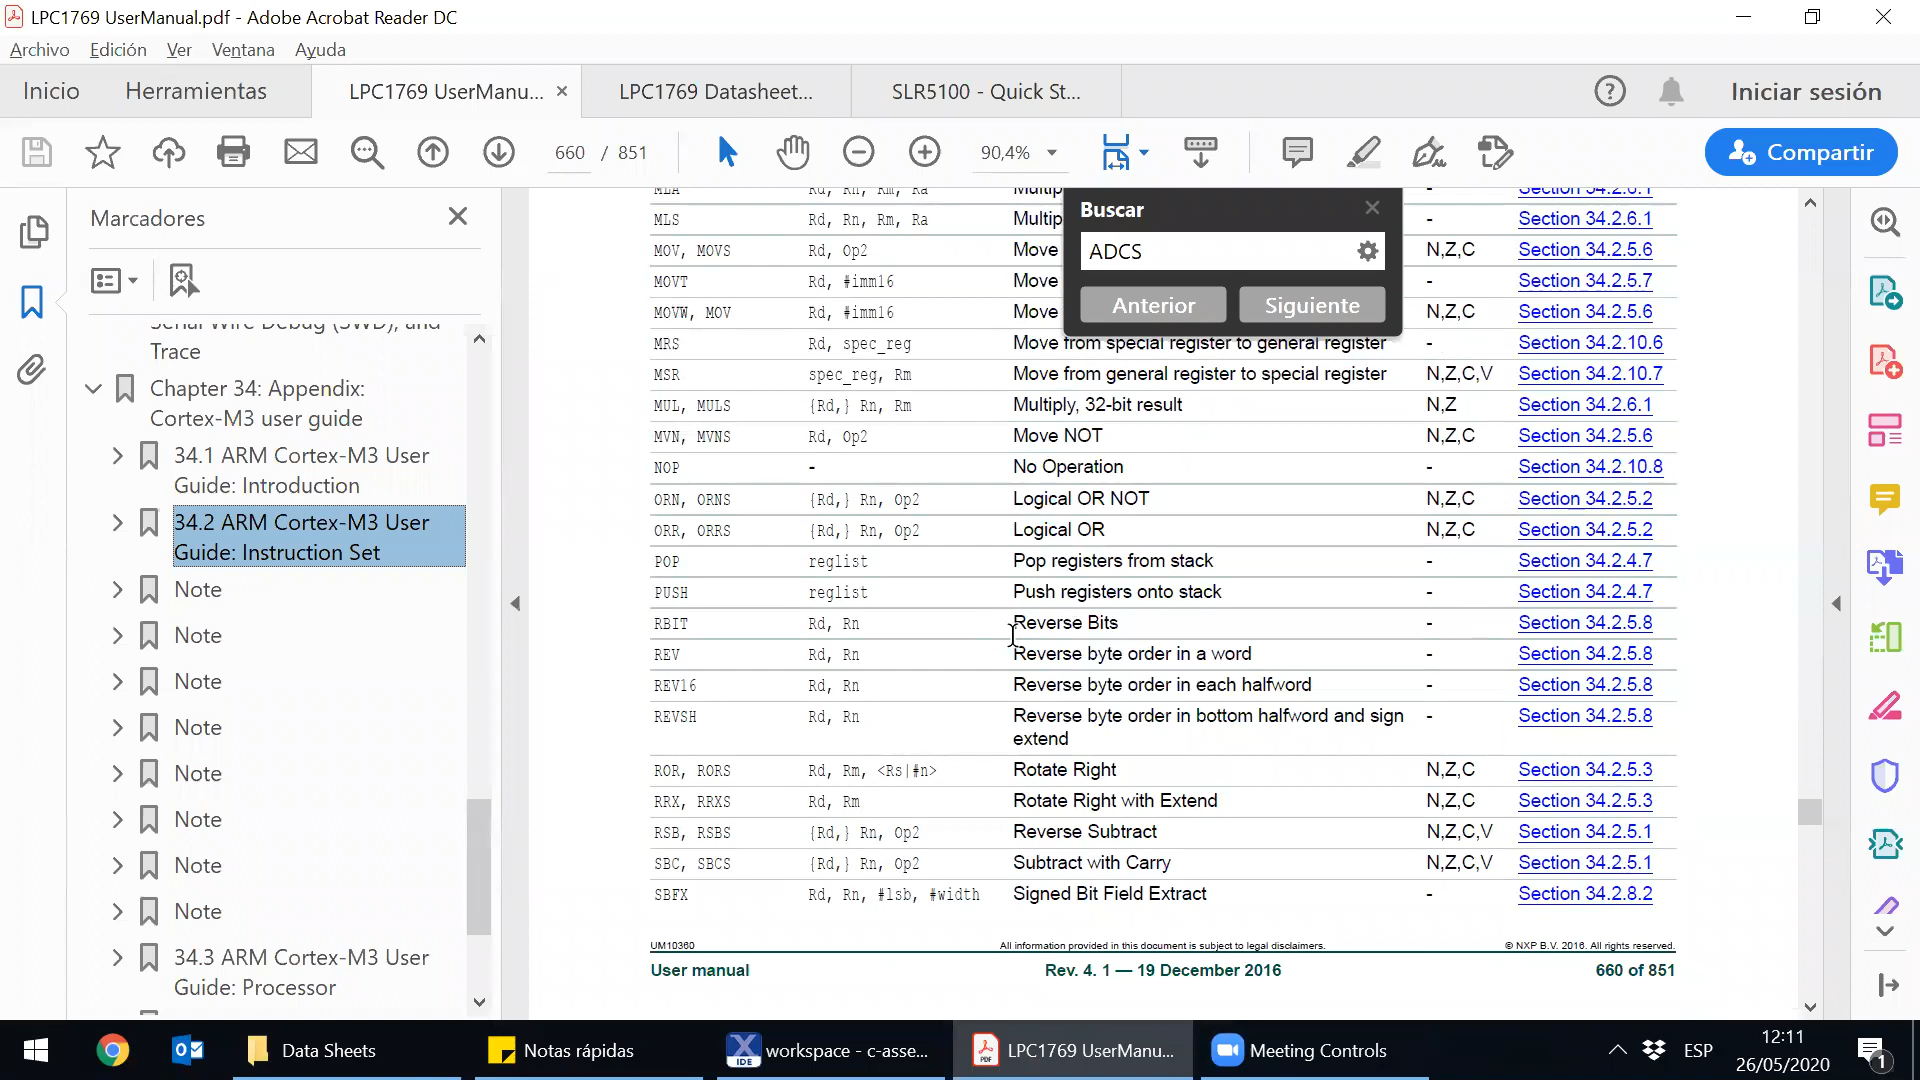 LPC1769 UserManual.pdf - Adobe Acrobat Reader DC
Archivo Edición Ver Ventana Ayuda
Inicio Herramientas LPC1769 UserManu... × LPC1769 Datasheet... SLR5100 - Quick St... Iniciar sesión
660 / 851 90,4% Compartir
Marcadores
Serial Wire Debug (SWD), and
Trace
Chapter 34: Appendix:
Cortex-M3 user guide
34.1 ARM Cortex-M3 User
Guide: Introduction
34.2 ARM Cortex-M3 User
Guide: Instruction Set
Note
Note
Note
Note
Note
Note
Note
Note
34.3 ARM Cortex-M3 User
Guide: Processor
Buscar
ADCS
Anterior Siguiente
MLA Rd, Rn, Rm, Ra Multip - Section 34.2.6.1
MLS Rd, Rn, Rm, Ra Multip - Section 34.2.6.1
MOV, MOVS Rd, Op2 Move N,Z,C Section 34.2.5.6
MOVT Rd, #imm16 Move - Section 34.2.5.7
MOVW, MOV Rd, #imm16 Move N,Z,C Section 34.2.5.6
MRS Rd, spec_reg Move from special register to general register - Section 34.2.10.6
MSR spec_reg, Rm Move from general register to special register N,Z,C,V Section 34.2.10.7
MUL, MULS {Rd,} Rn, Rm Multiply, 32-bit result N,Z Section 34.2.6.1
MVN, MVNS Rd, Op2 Move NOT N,Z,C Section 34.2.5.6
NOP - No Operation - Section 34.2.10.8
ORN, ORNS {Rd,} Rn, Op2 Logical OR NOT N,Z,C Section 34.2.5.2
ORR, ORRS {Rd,} Rn, Op2 Logical OR N,Z,C Section 34.2.5.2
POP reglist Pop registers from stack - Section 34.2.4.7
PUSH reglist Push registers onto stack - Section 34.2.4.7
RBIT Rd, Rn Reverse Bits - Section 34.2.5.8
REV Rd, Rn Reverse byte order in a word - Section 34.2.5.8
REV16 Rd, Rn Reverse byte order in each halfword - Section 34.2.5.8
REVSH Rd, Rn Reverse byte order in bottom halfword and sign - Section 34.2.5.8
extend
ROR, RORS Rd, Rm, <Rs|#n> Rotate Right N,Z,C Section 34.2.5.3
RRX, RRXS Rd, Rm Rotate Right with Extend N,Z,C Section 34.2.5.3
RSB, RSBS {Rd,} Rn, Op2 Reverse Subtract N,Z,C,V Section 34.2.5.1
SBC, SBCS {Rd,} Rn, Op2 Subtract with Carry N,Z,C,V Section 34.2.5.1
SBFX Rd, Rn, #lsb, #width Signed Bit Field Extract - Section 34.2.8.2
UM10360 All information provided in this document is subject to legal disclaimers. © NXP B.V. 2016. All rights reserved.
User manual Rev. 4. 1 — 19 December 2016 660 of 851
Data Sheets Notas rápidas IDE workspace - c-asse... PDF LPC1769 UserManu... Meeting Controls ESP 12:11
26/05/2020 1